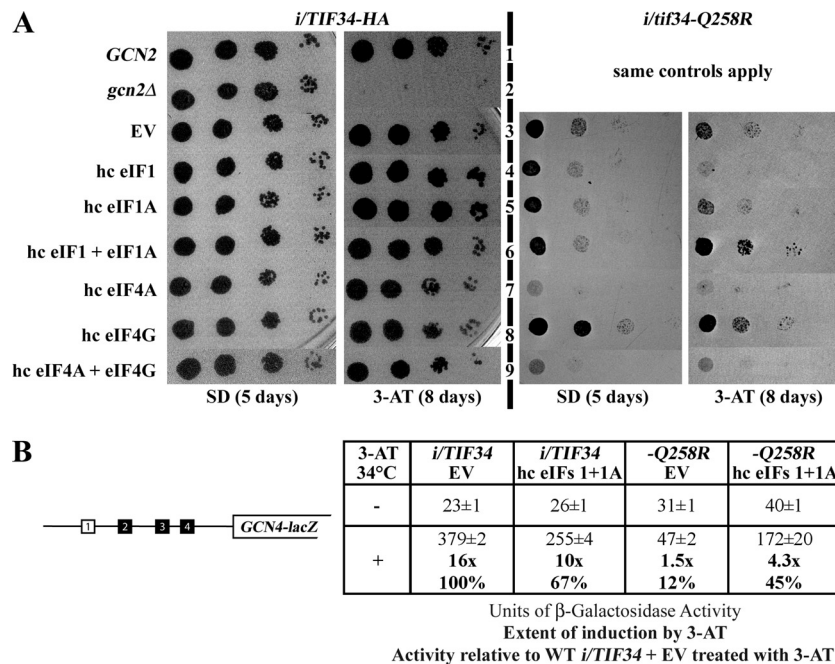 A
i/TIF34-HA
i/tif34-Q258R
GCN2
1
gcn2Δ
2
same controls apply
EV
3
hc eIF1
4
hc eIF1A
5
hc eIF1 + eIF1A
6
hc eIF4A
7
hc eIF4G
8
hc eIF4A + eIF4G
9
SD (5 days)
3-AT (8 days)
SD (5 days)
3-AT (8 days)
B
1 2 3 4 GCN4-lacZ
3-AT 34°C
i/TIF34 EV
i/TIF34 hc eIFs 1+1A
-Q258R EV
-Q258R hc eIFs 1+1A
- 23±1 26±1 31±1 40±1
+ 379±2 255±4 47±2 172±20
16x 10x 1.5x 4.3x
100% 67% 12% 45%
Units of β-Galactosidase Activity
Extent of induction by 3-AT
Activity relative to WT i/TIF34 + EV treated with 3-AT